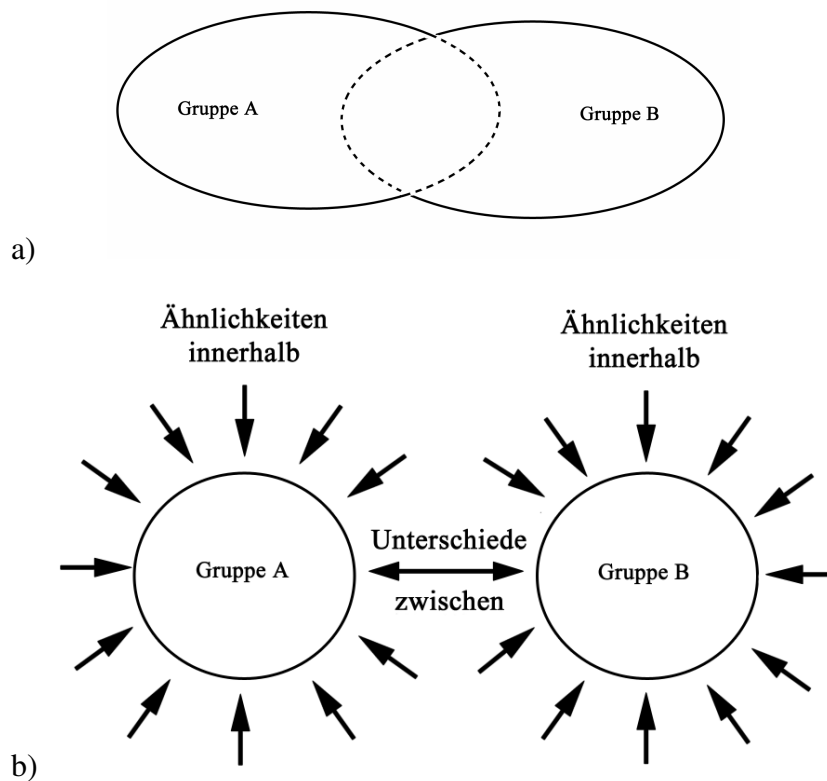 Gruppe A
Gruppe B
a)
Ähnlichkeiten
innerhalb
Ähnlichkeiten
innerhalb
Unterschiede
Gruppe A
Gruppe B
zwischen
b)